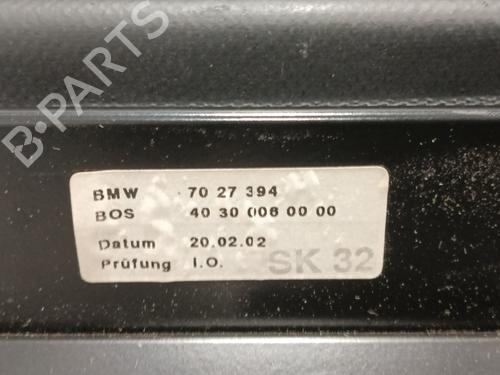 B-PARTS
BMW 70 27 394
BOS 40 30 006 00 00
Datum 20.02.02
Prüfung I.O. SK 32